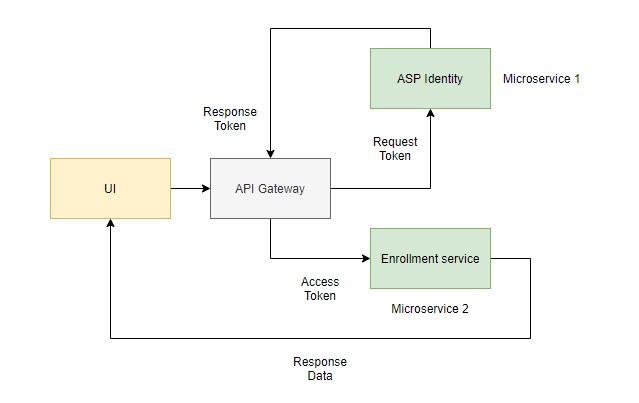 ASP Identity
Microservice 1
Response
Token
Request
Token
UI
API Gateway
Enrollment service
Access
Token
Microservice 2
Response
Data